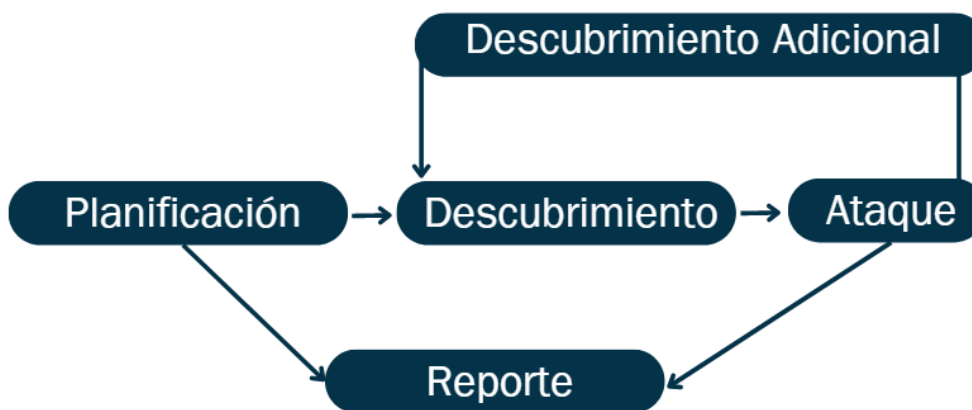 Descubrimiento Adicional
Planificación
Descubrimiento
Ataque
Reporte